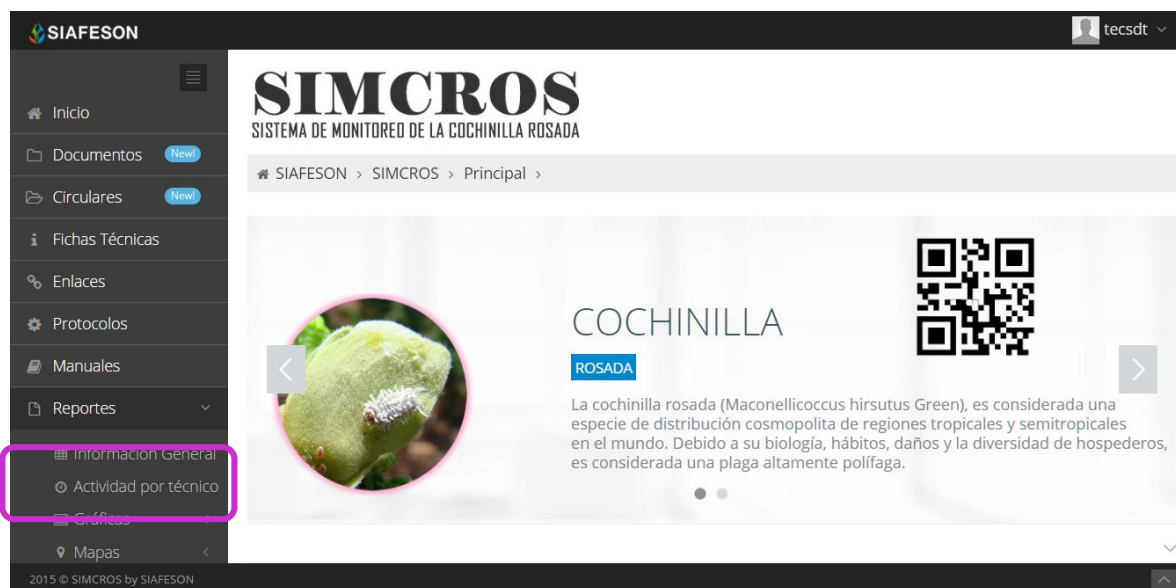 SIAFESON
tecsdt
Inicio
Documentos New!
Circulares New!
Fichas Técnicas
Enlaces
Protocolos
Manuales
Reportes
Información General
Actividad por técnico
Gráficas
Mapas
2015 © SIMCROS by SIAFESON
SIMCROS
SISTEMA DE MONITOREO DE LA COCHINILLA ROSADA
SIAFESON > SIMCROS > Principal >
COCHINILLA
ROSADA
La cochinilla rosada (Maconellicoccus hirsutus Green), es considerada una
especie de distribución cosmopolita de regiones tropicales y semitropicales
en el mundo. Debido a su biología, hábitos, daños y la diversidad de hospederos,
es considerada una plaga altamente polífaga.